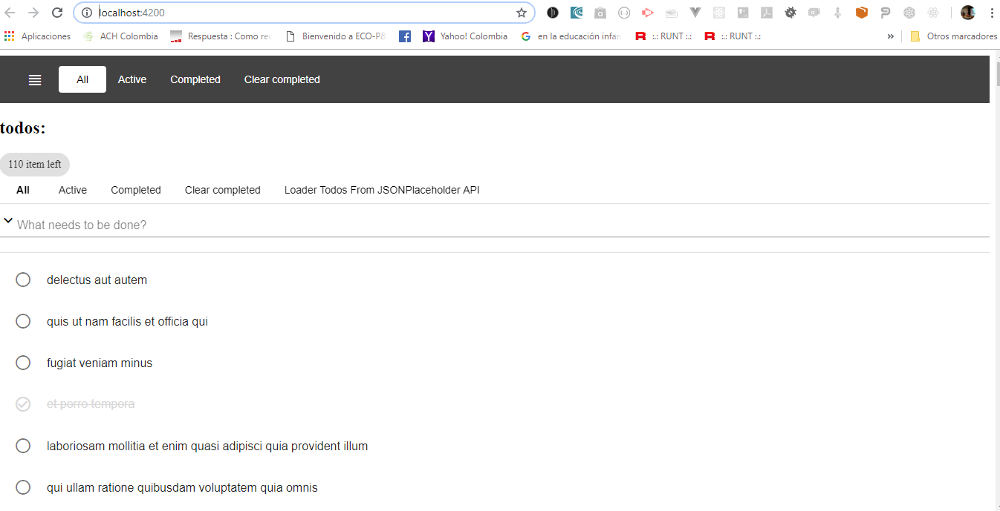 localhost:4200
Aplicaciones ACH Colombia Respuesta : Como re Bienvenido a ECO-P8 Yahoo! Colombia en la educación infan :.: RUNT :.: :.: RUNT :.: » Otros marcadores
All Active Completed Clear completed
todos:
110 item left
All Active Completed Clear completed Loader Todos From JSONPlaceholder API
What needs to be done?
delectus aut autem
quis ut nam facilis et officia qui
fugiat veniam minus
et porro tempora
laboriosam mollitia et enim quasi adipisci quia provident illum
qui ullam ratione quibusdam voluptatem quia omnis